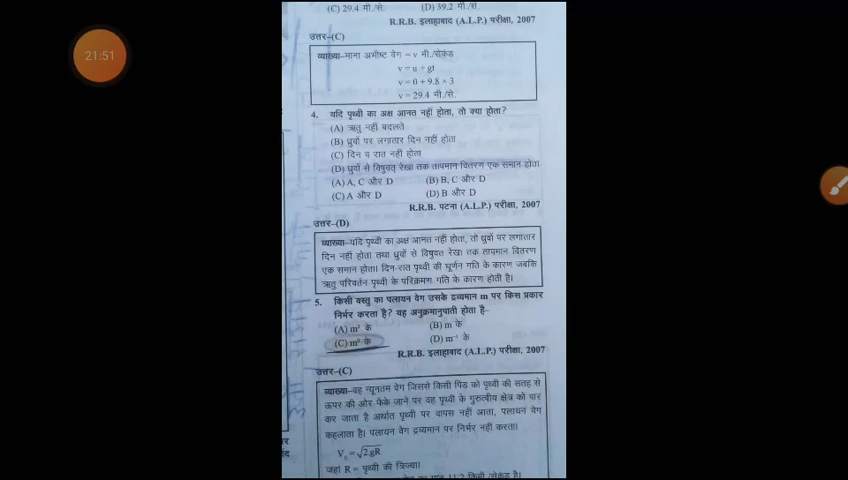 21:51
(C) 29.4 मी./से. (D) 39.2 मी./से.
R.R.B. इलाहाबाद (A.L.P.) परीक्षा, 2007
उत्तर–(C)
व्याख्या–माना अभीष्ट वेग = v मी./सेकंड
v = u + gt
v = 0 + 9.8 × 3
v = 29.4 मी./से.
4. यदि पृथ्वी का अक्ष आनत नहीं होता, तो क्या होता?
(A) ऋतु नहीं बदलते
(B) ध्रुवों पर लगातार दिन नहीं होता
(C) दिन व रात नहीं होता
(D) ध्रुवों से विषुवत् रेखा तक तापमान वितरण एक समान होता
(A) A, C और D (B) B, C और D
(C) A और D (D) B और D
R.R.B. पटना (A.L.P.) परीक्षा, 2007
उत्तर–(D)
व्याख्या–यदि पृथ्वी का अक्ष आनत नहीं होता, तो ध्रुवों पर लगातार
दिन नहीं होता तथा ध्रुवों से विषुवत रेखा तक तापमान वितरण
एक समान होता। दिन-रात पृथ्वी की घूर्णन गति के कारण जबकि
ऋतु परिवर्तन पृथ्वी के परिक्रमण गति के कारण होती है।
5. किसी वस्तु का पलायन वेग उसके द्रव्यमान m पर किस प्रकार
निर्भर करता है? यह अनुक्रमानुपाती होता है–
(A) m² के (B) m के
(C) m⁰ के (D) m⁻¹ के
R.R.B. इलाहाबाद (A.L.P.) परीक्षा, 2007
उत्तर–(C)
व्याख्या–वह न्यूनतम वेग जिससे किसी पिंड को पृथ्वी की सतह से
ऊपर की ओर फेंके जाने पर वह पृथ्वी के गुरुत्वीय क्षेत्र को पार
कर जाता है अर्थात पृथ्वी पर वापस नहीं आता, पलायन वेग
कहलाता है। पलायन वेग द्रव्यमान पर निर्भर नहीं करता।
Vₑ = √2gR
जहां R = पृथ्वी की त्रिज्या।
11.2 किमी./सेकंड है।